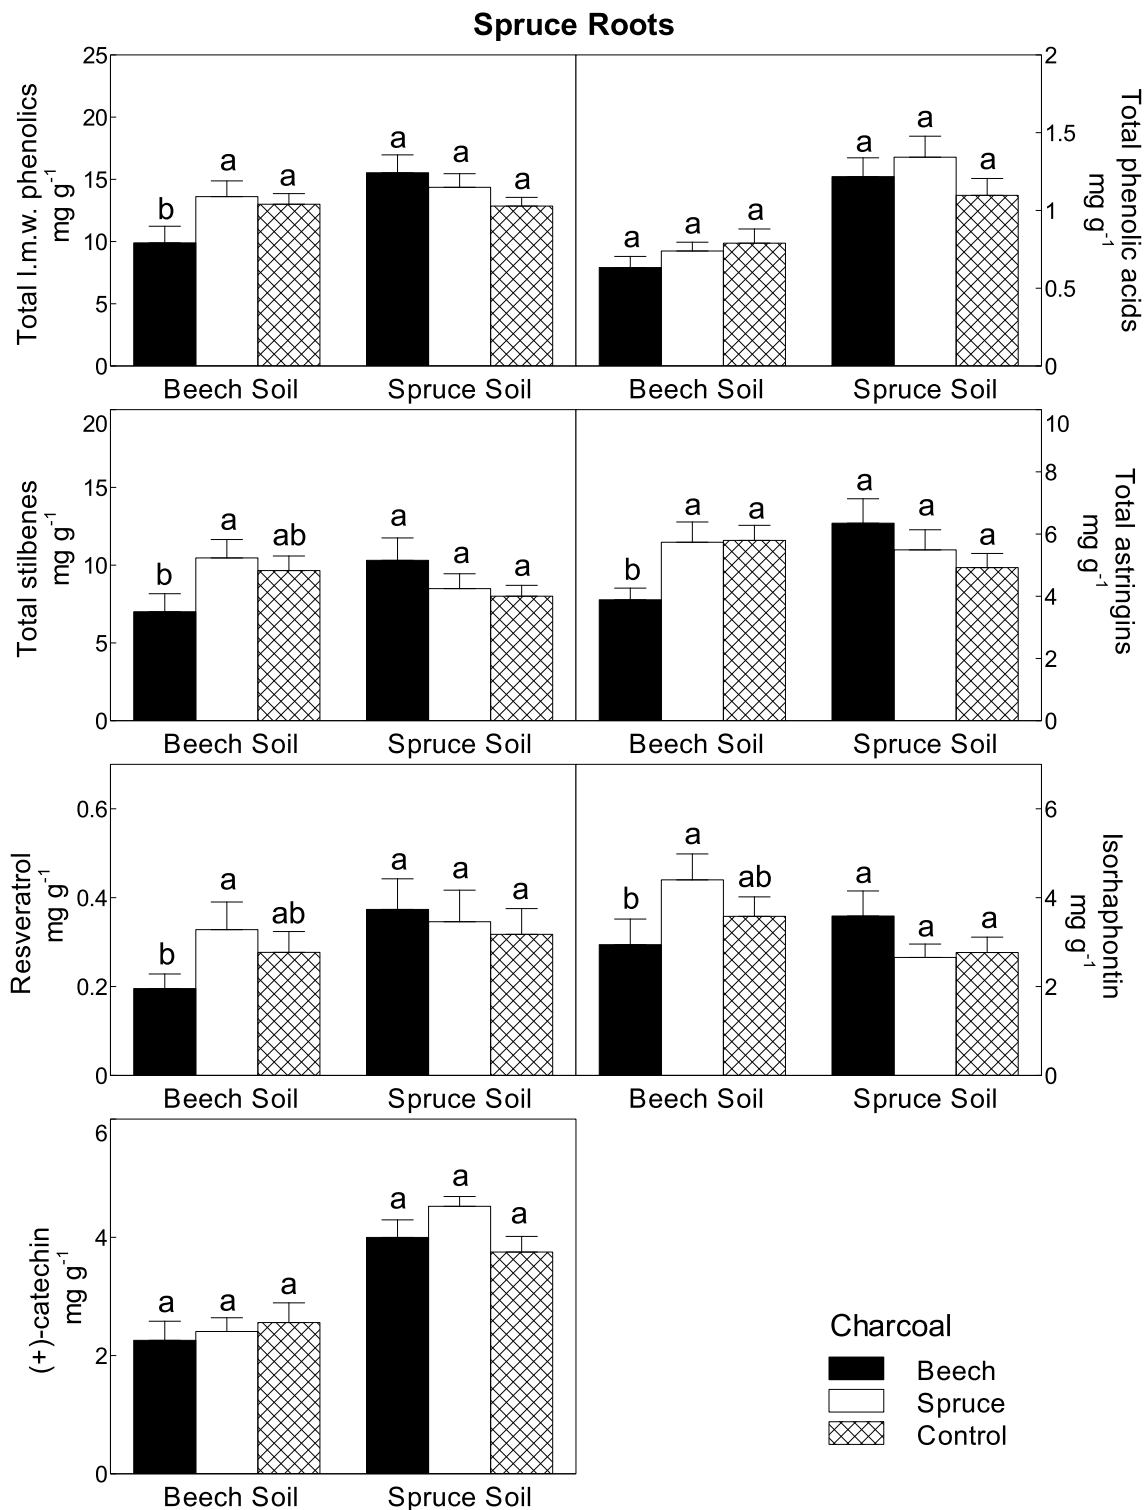 Spruce Roots
Total l.m.w. phenolics
mg g⁻¹
25
20
15
10
5
0
b
a
a
a
a
a
Beech Soil
Spruce Soil
a
a
a
a
a
a
Beech Soil
Spruce Soil
2
1.5
1
0.5
0
Total phenolic acids
mg g⁻¹
Total stilbenes
mg g⁻¹
20
15
10
5
0
b
a
ab
a
a
a
Beech Soil
Spruce Soil
b
a
a
a
a
a
Beech Soil
Spruce Soil
10
8
6
4
2
0
Total astringins
mg g⁻¹
Resveratrol
mg g⁻¹
0.6
0.4
0.2
0
b
a
ab
a
a
a
Beech Soil
Spruce Soil
b
a
ab
a
a
a
Beech Soil
Spruce Soil
6
4
2
0
Isorhaphontin
mg g⁻¹
(+)-catechin
mg g⁻¹
6
4
2
0
a
a
a
a
a
a
Beech Soil
Spruce Soil
Charcoal
Beech
Spruce
Control